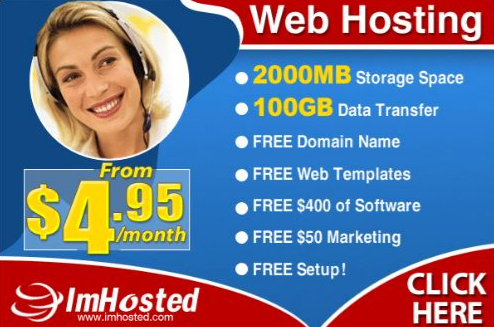 Web Hosting
2000MB Storage Space
100GB Data Transfer
FREE Domain Name
FREE Web Templates
FREE $400 of Software
FREE $50 Marketing
FREE Setup!
From
$4.95
/month
ImHosted
www.imhosted.com
CLICK
HERE